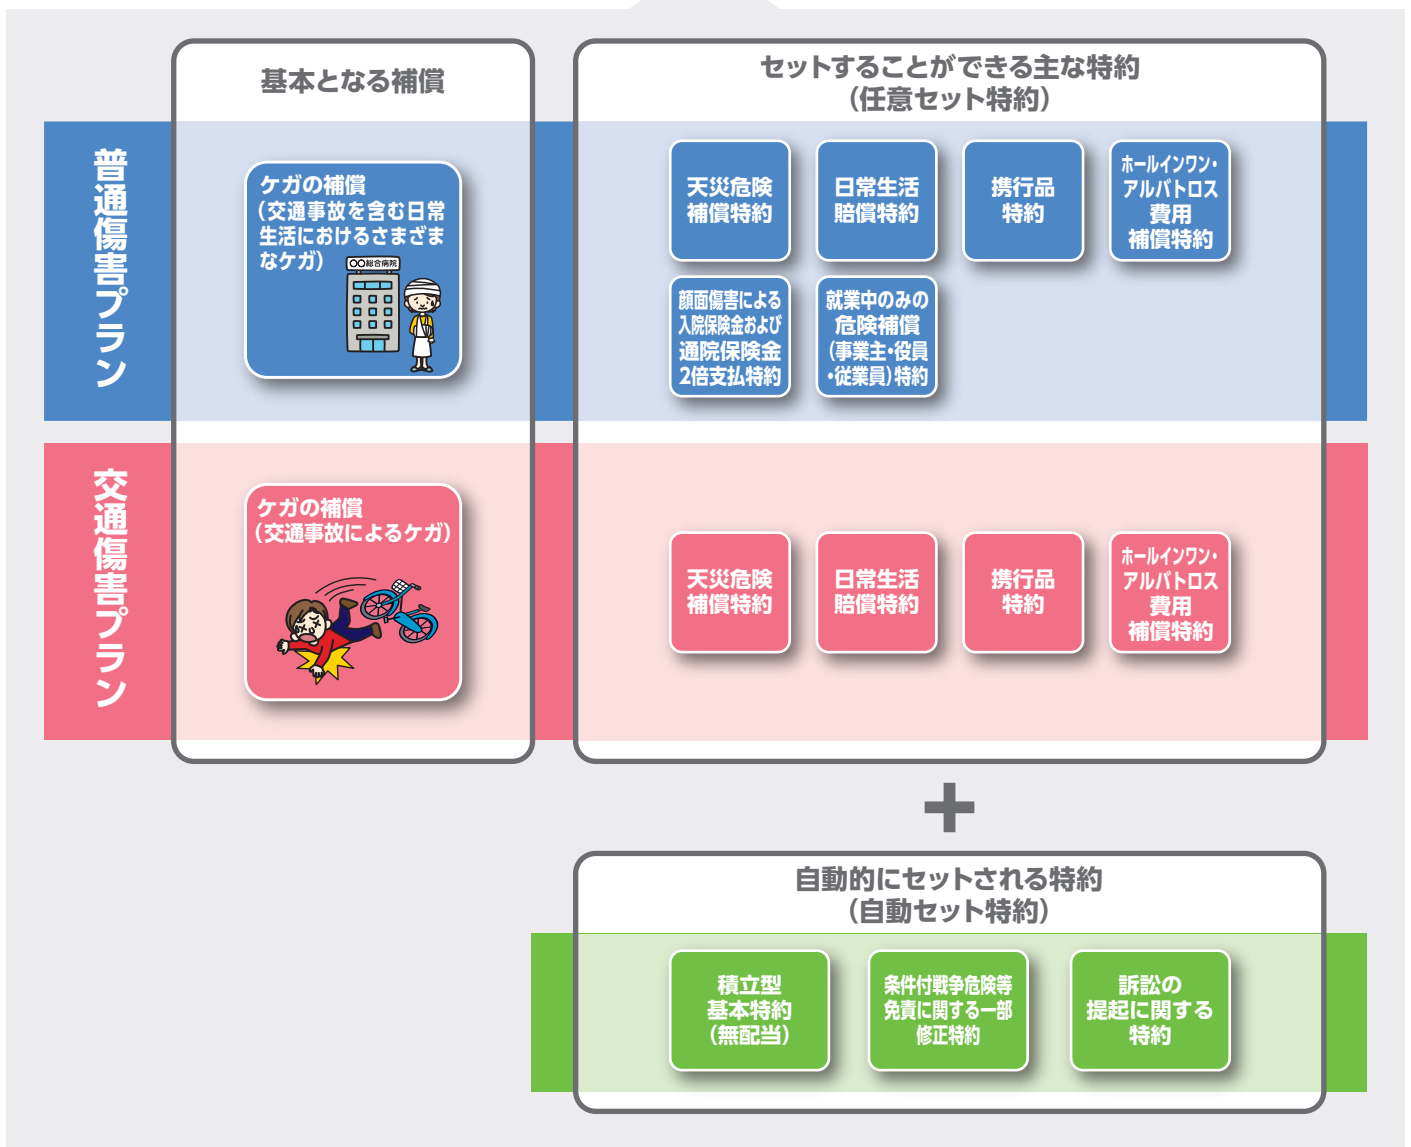 基本となる補償
セットすることができる主な特約
(任意セット特約)
普通傷害プラン
ケガの補償
(交通事故を含む日常
生活におけるさまざま
なケガ)
〇〇総合病院
天災危険
補償特約
日常生活
賠償特約
携行品
特約
ホールインワン・
アルバトロス
費用
補償特約
顔面傷害による
入院保険金および
通院保険金
2倍支払特約
就業中のみの
危険補償
(事業主・役員
・従業員)特約
交通傷害プラン
ケガの補償
(交通事故によるケガ)
天災危険
補償特約
日常生活
賠償特約
携行品
特約
ホールインワン・
アルバトロス
費用
補償特約
+
自動的にセットされる特約
(自動セット特約)
積立型
基本特約
(無配当)
条件付戦争危険等
免責に関する一部
修正特約
訴訟の
提起に関する
特約